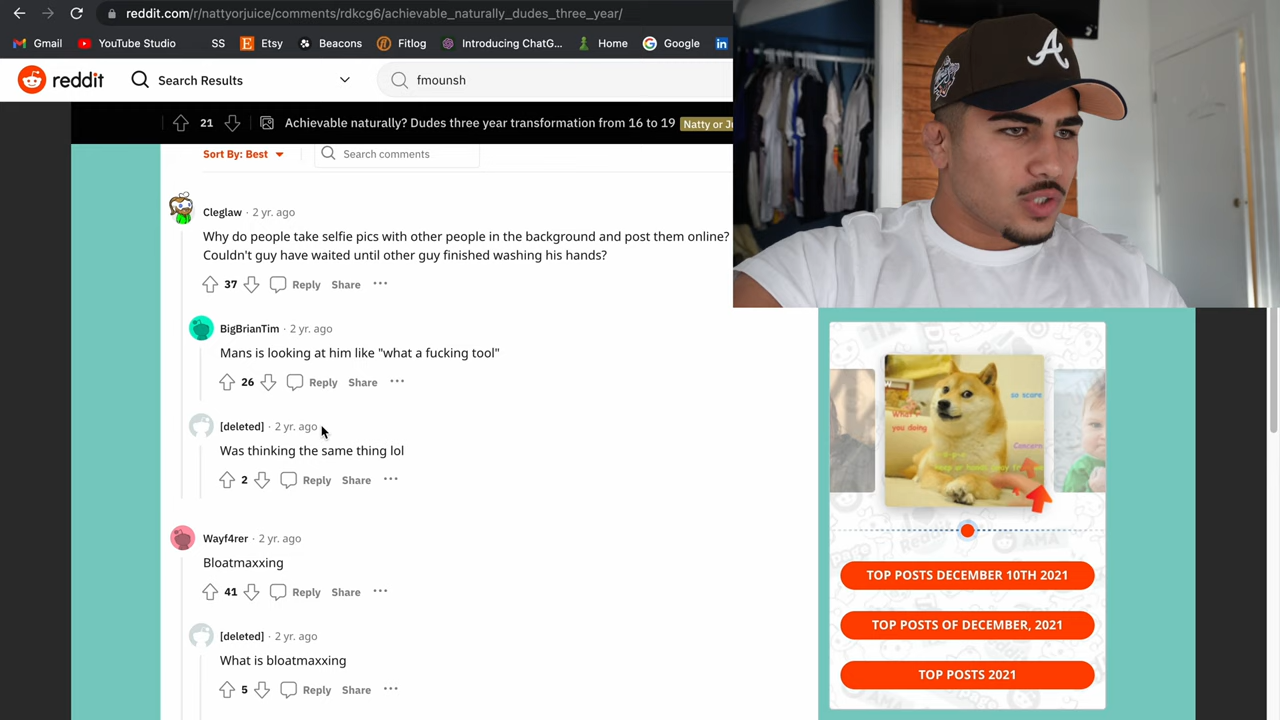 reddit.com/r/nattyorjuice/comments/rdkcg6/achievable_naturally_dudes_three_year/
Gmail YouTube Studio SS Etsy Beacons Fitlog Introducing ChatG... Home Google
reddit Search Results fmounsh
21 Achievable naturally? Dudes three year transformation from 16 to 19 Natty or
Sort By: Best Search comments
Cleglaw · 2 yr. ago
Why do people take selfie pics with other people in the background and post them online?
Couldn't guy have waited until other guy finished washing his hands?
37 Reply Share ...
BigBrianTim · 2 yr. ago
Mans is looking at him like "what a fucking tool"
26 Reply Share ...
[deleted] · 2 yr. ago
Was thinking the same thing lol
2 Reply Share ...
Wayf4rer · 2 yr. ago
Bloatmaxxing
41 Reply Share ...
[deleted] · 2 yr. ago
What is bloatmaxxing
5 Reply Share ...
A
so scare
you doing
TOP POSTS DECEMBER 10TH 2021
TOP POSTS OF DECEMBER, 2021
TOP POSTS 2021